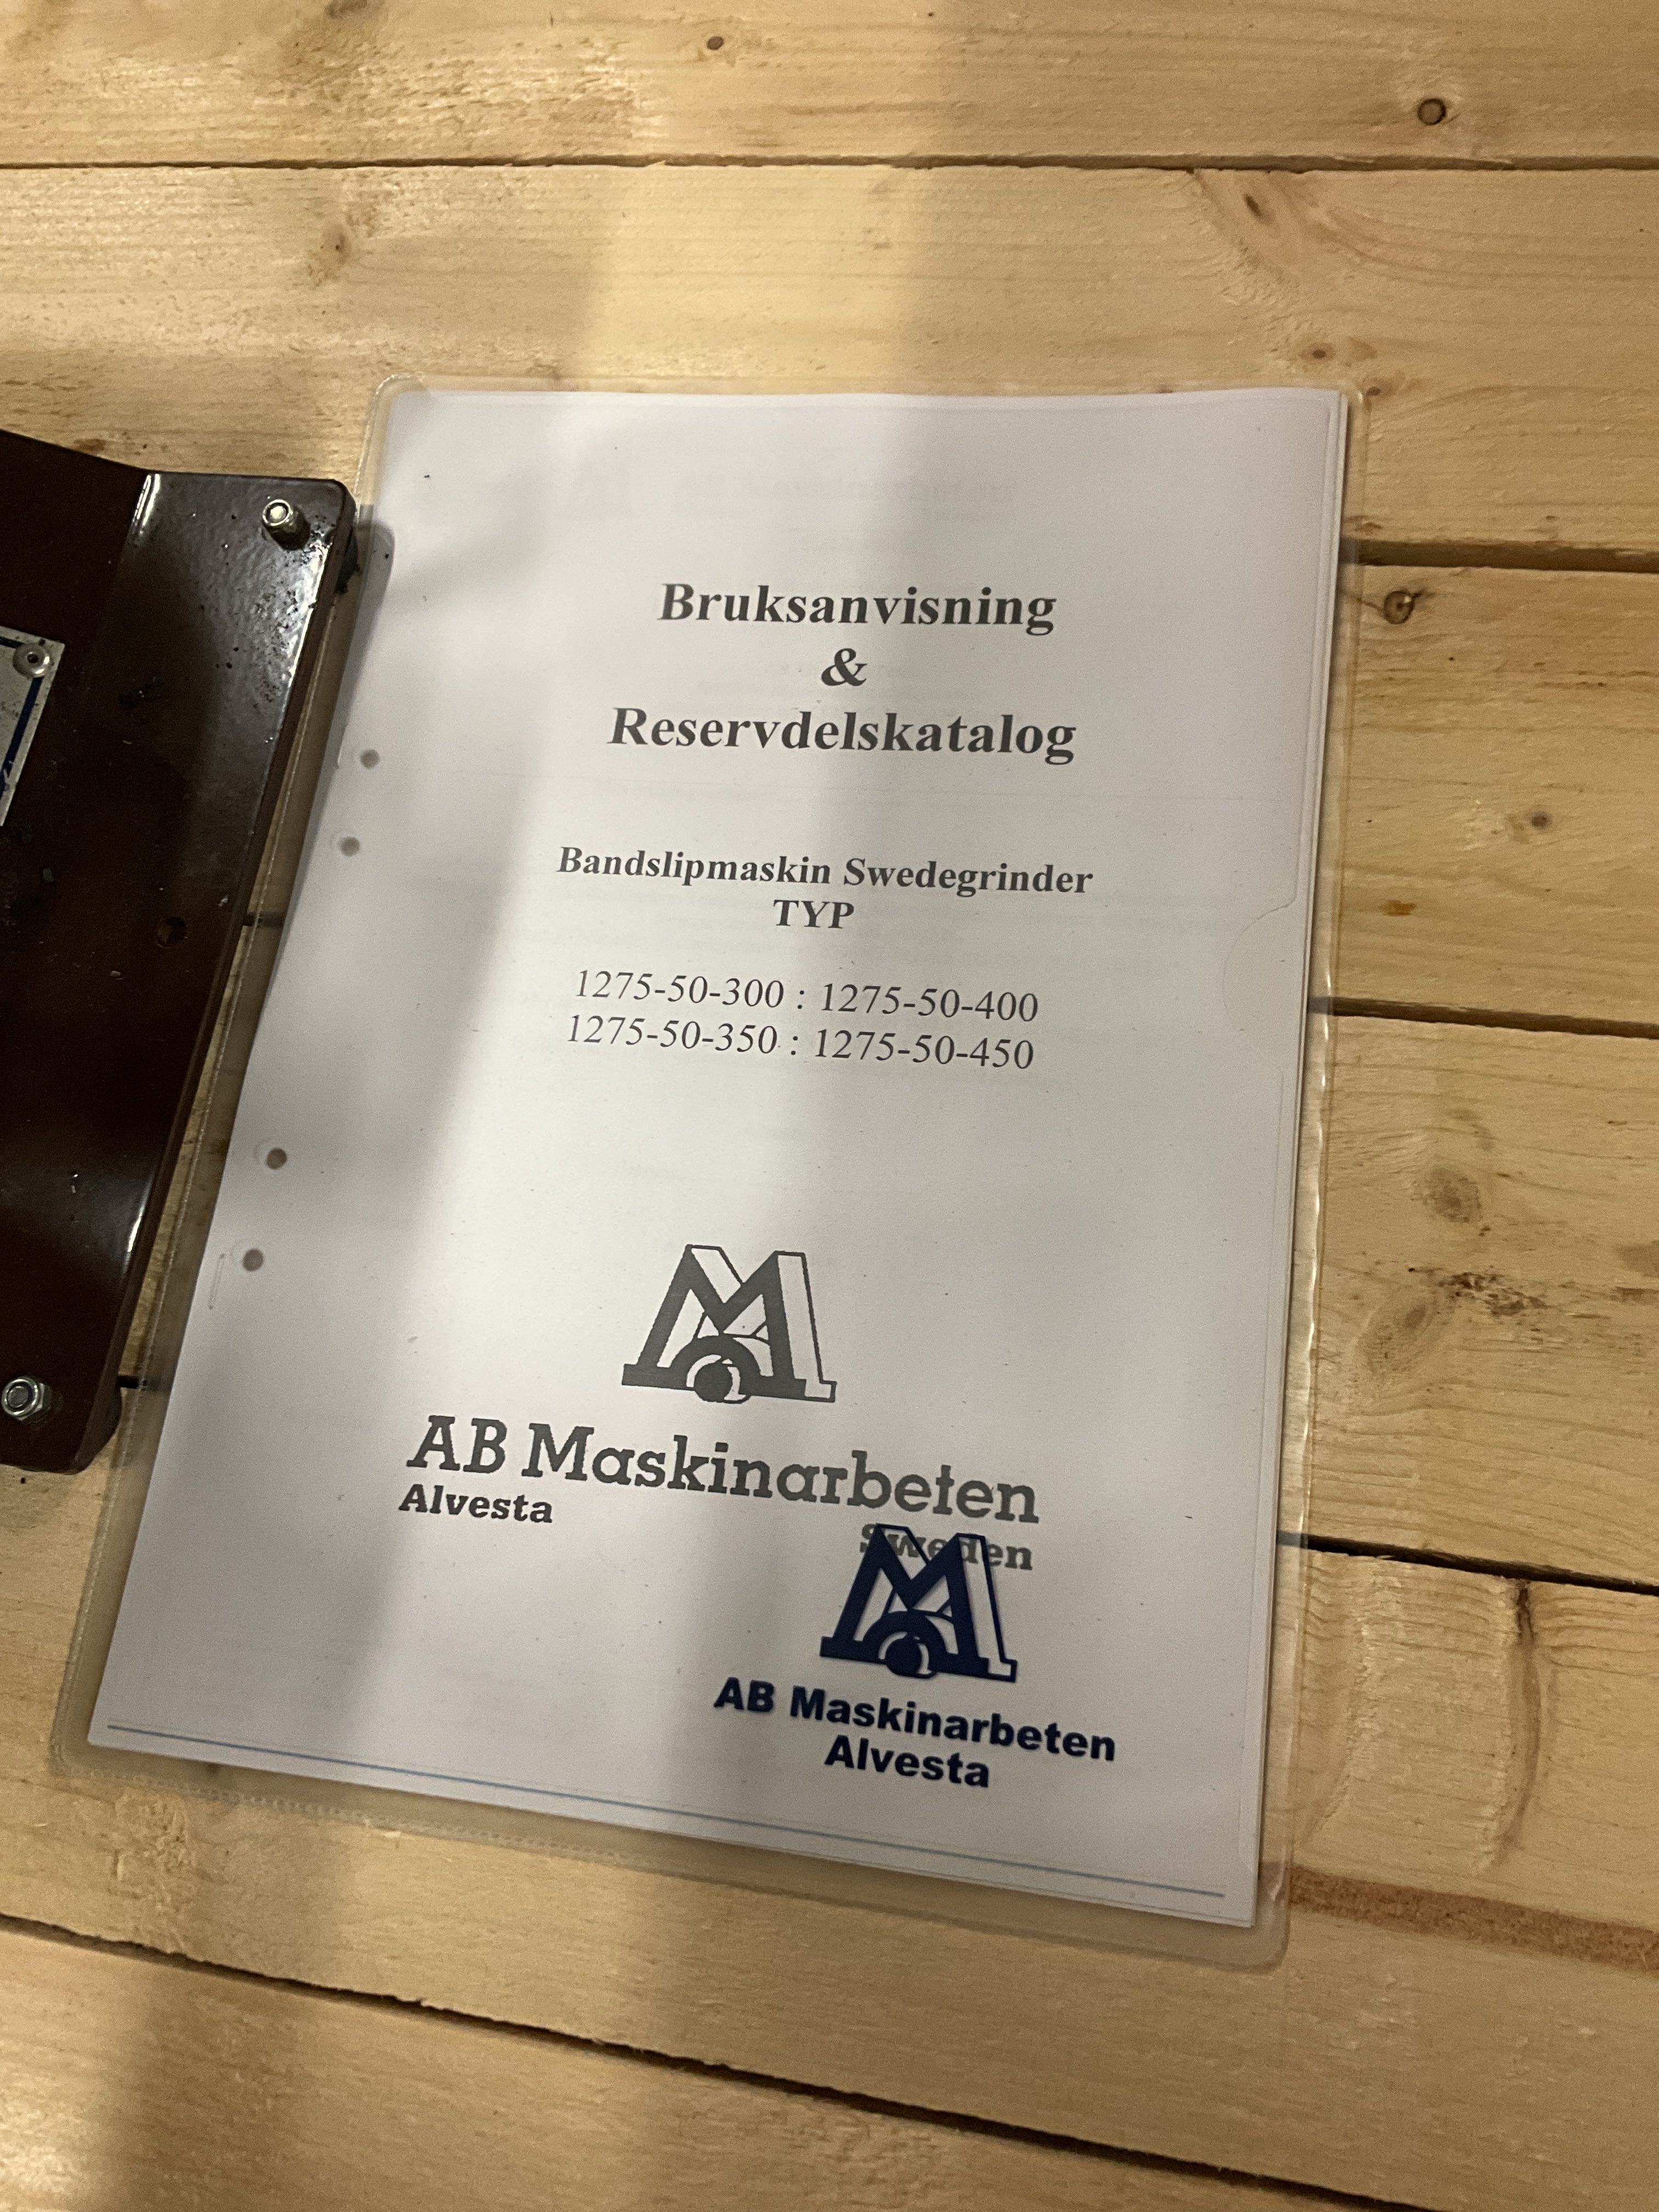 Bruksanvisning
&
Reservdelskatalog
Bandslipmaskin Swedegrinder
TYP
1275-50-300 : 1275-50-400
1275-50-350 : 1275-50-450
AB Maskinarbeten
Alvesta
Sweden
AB Maskinarbeten
Alvesta